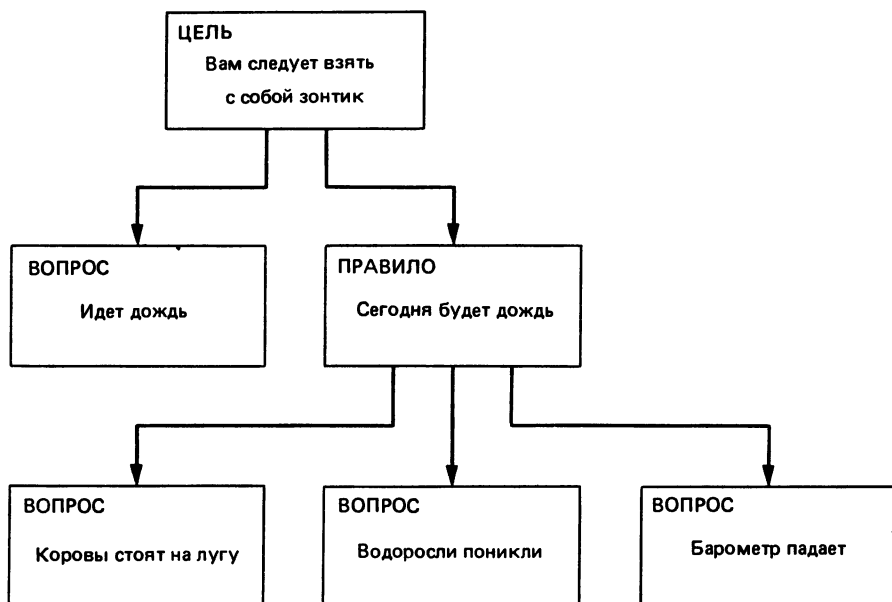 ЦЕЛЬ
Вам следует взять
с собой зонтик
ВОПРОС
Идет дождь
ПРАВИЛО
Сегодня будет дождь
ВОПРОС
Коровы стоят на лугу
ВОПРОС
Водоросли поникли
ВОПРОС
Барометр падает